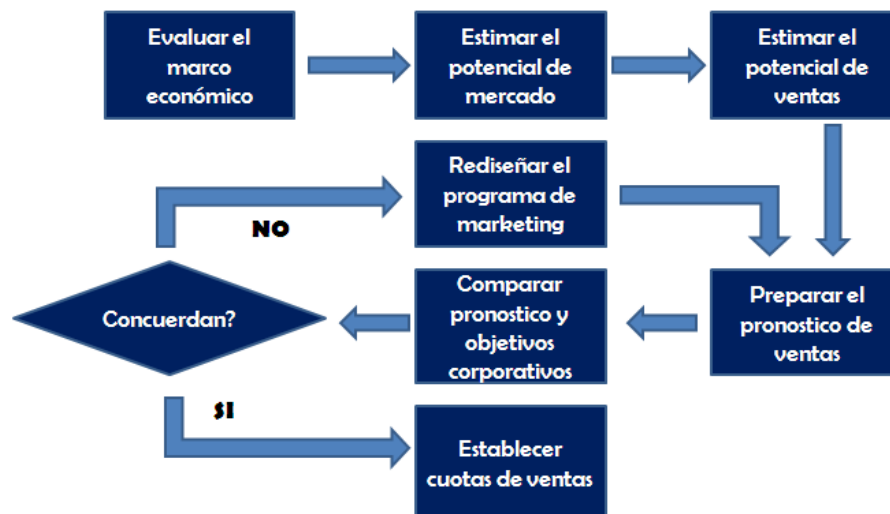 Evaluar el
marco
económico
Estimar el
potencial de
mercado
Estimar el
potencial de
ventas
Rediseñar el
programa de
marketing
NO
Concuerdan?
Comparar
pronostico y
objetivos
corporativos
Preparar el
pronostico de
ventas
SI
Establecer
cuotas de ventas